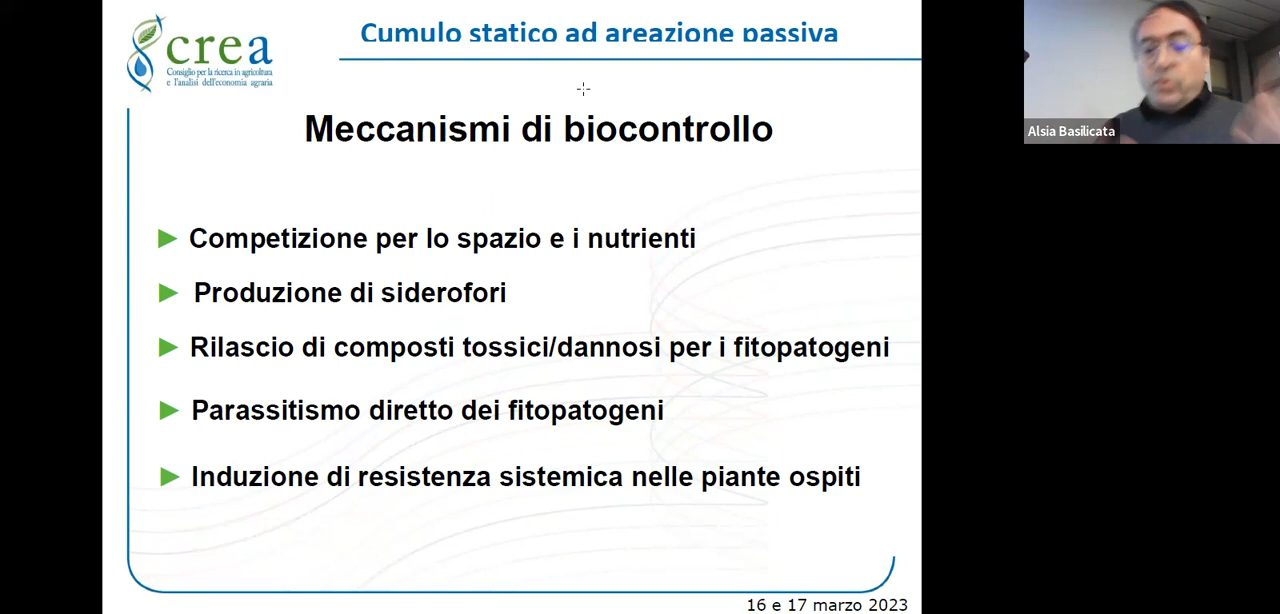 crea
Consiglio per la ricerca in agricoltura
e l'analisi dell'economia agraria
Cumulo statico ad areazione passiva
Alsia Basilicata
Meccanismi di biocontrollo
► Competizione per lo spazio e i nutrienti
► Produzione di siderofori
► Rilascio di composti tossici/dannosi per i fitopatogeni
► Parassitismo diretto dei fitopatogeni
► Induzione di resistenza sistemica nelle piante ospiti
16 e 17 marzo 2023